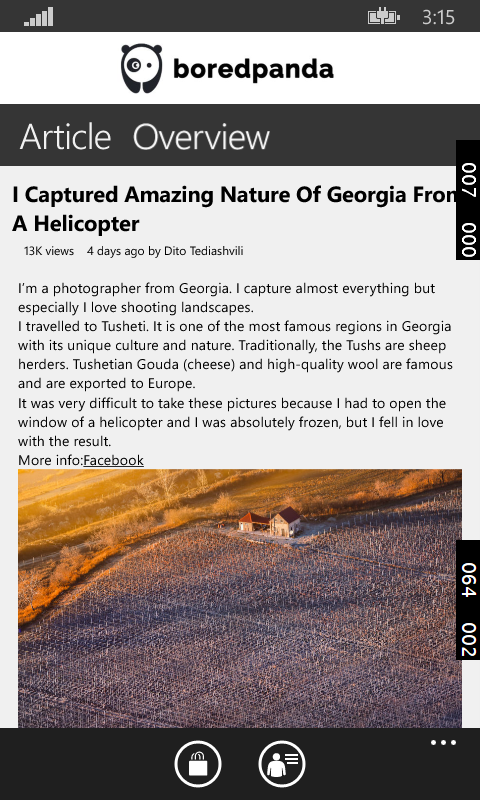 3:15
boredpanda
Article Overview
007 000
I Captured Amazing Nature Of Georgia From
A Helicopter
13K views 4 days ago by Dito Tediashvili
I'm a photographer from Georgia. I capture almost everything but
especially I love shooting landscapes.
I travelled to Tusheti. It is one of the most famous regions in Georgia
with its unique culture and nature. Traditionally, the Tushs are sheep
herders. Tushetian Gouda (cheese) and high-quality wool are famous
and are exported to Europe.
It was very difficult to take these pictures because I had to open the
window of a helicopter and I was absolutely frozen, but I fell in love
with the result.
More info:Facebook
064 002